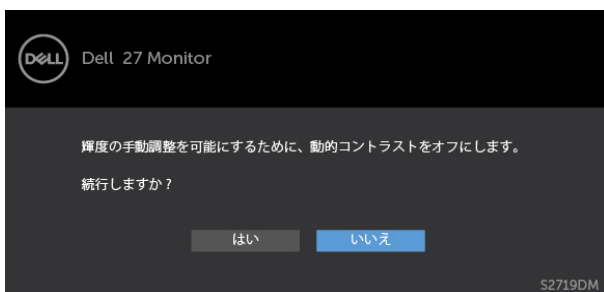 DELL
Dell 27 Monitor
輝度の手動調整を可能にするために、動的コントラストをオフにします。
続行しますか?
はい いいえ
S2719DM